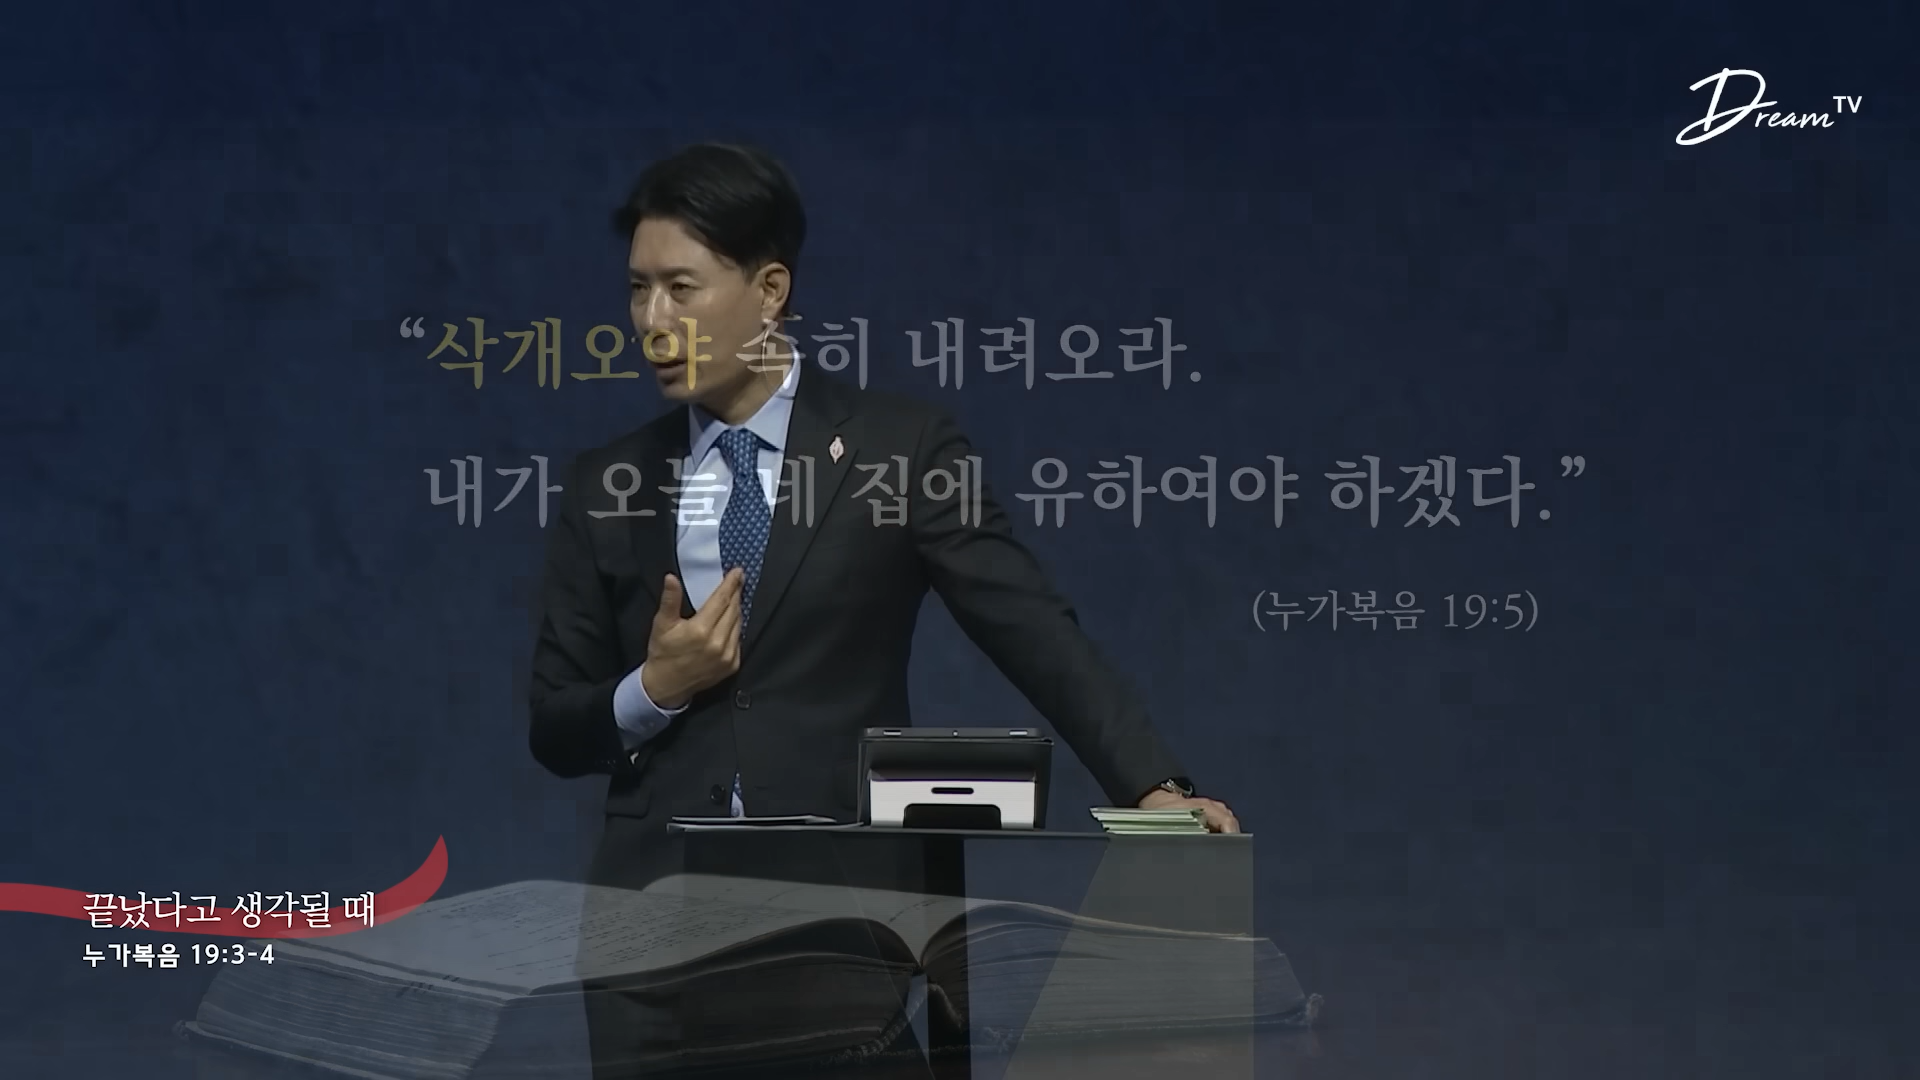 Dream TV
“삭개오야 속히 내려오라.
내가 오늘 네 집에 유하여야 하겠다.”
(누가복음 19:5)
끝났다고 생각될 때
누가복음 19:3-4